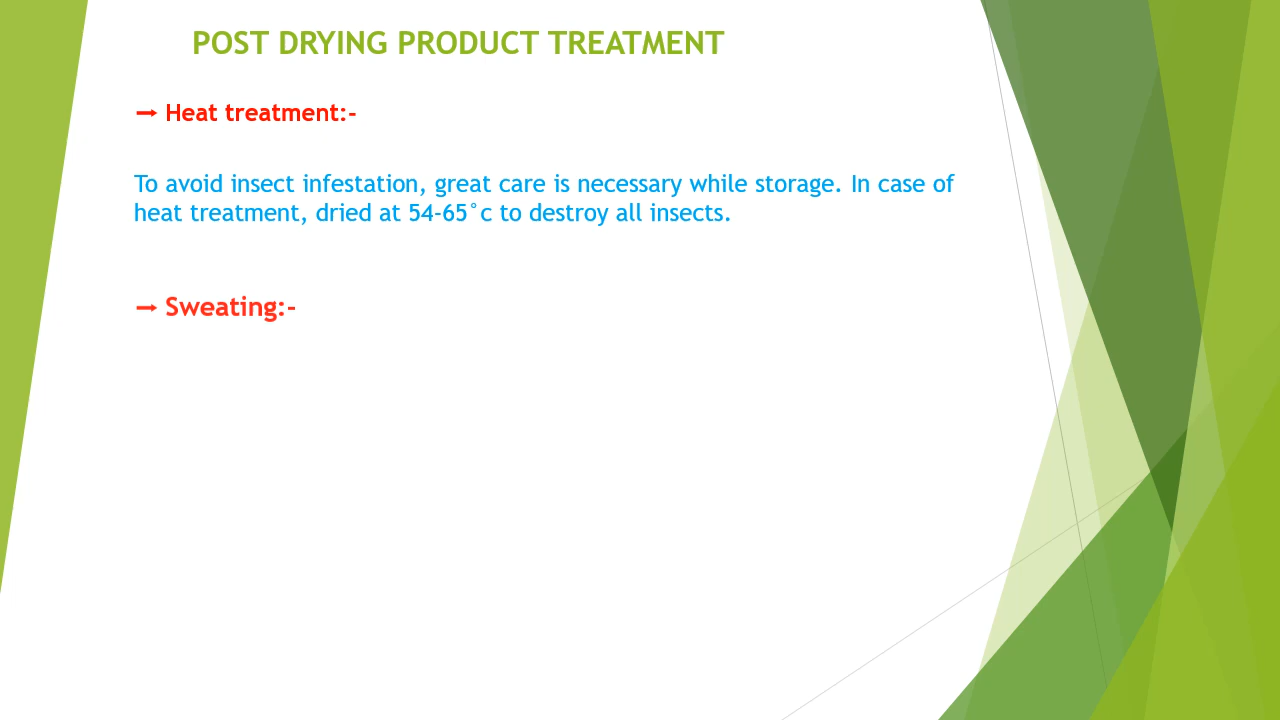 POST DRYING PRODUCT TREATMENT
→ Heat treatment:-
To avoid insect infestation, great care is necessary while storage. In case of
heat treatment, dried at 54-65°c to destroy all insects.
→ Sweating:-